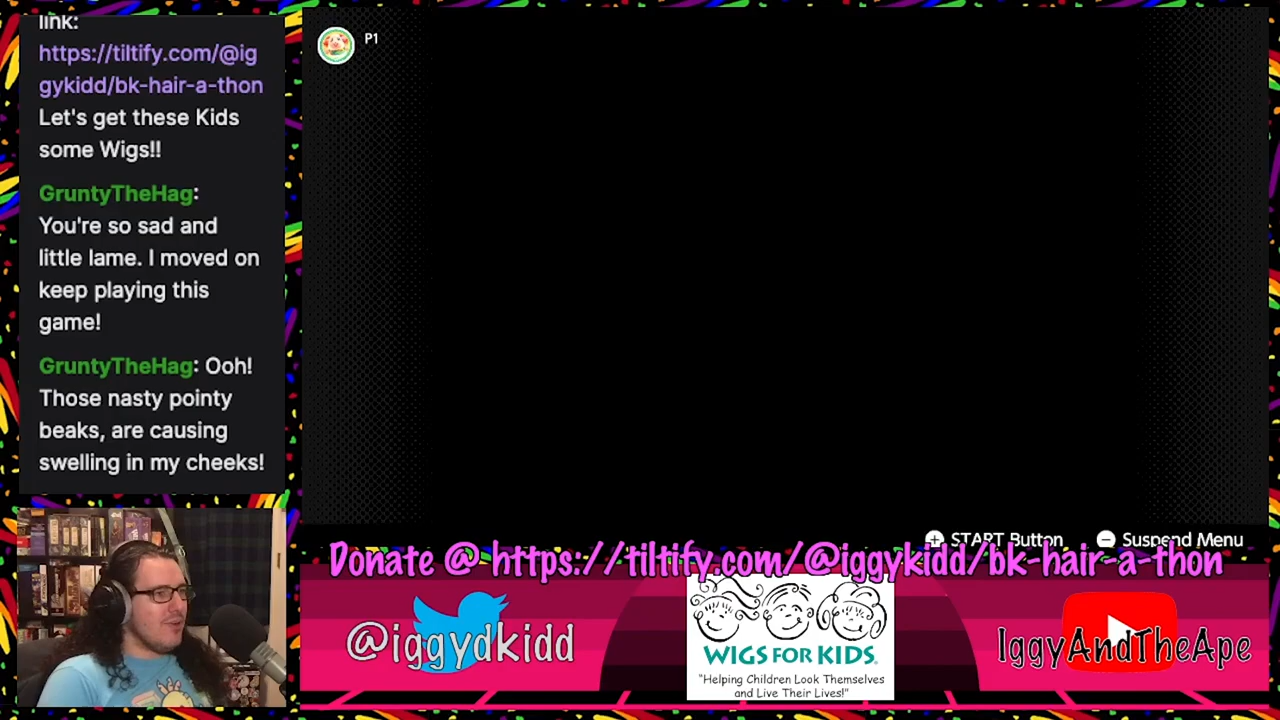 link:
https://tiltify.com/@ig
gykidd/bk-hair-a-thon
Let's get these Kids
some Wigs!!
GruntyTheHag:
You're so sad and
little lame. I moved on
keep playing this
game!
GruntyTheHag: Ooh!
Those nasty pointy
beaks, are causing
swelling in my cheeks!
P1
START Button
Suspend Menu
Donate @ https://tiltify.com/@iggykidd/bk-hair-a-thon
@iggydkidd
WIGS FOR KIDS.
"Helping Children Look Themselves
and Live Their Lives!"
IggyAndTheApe